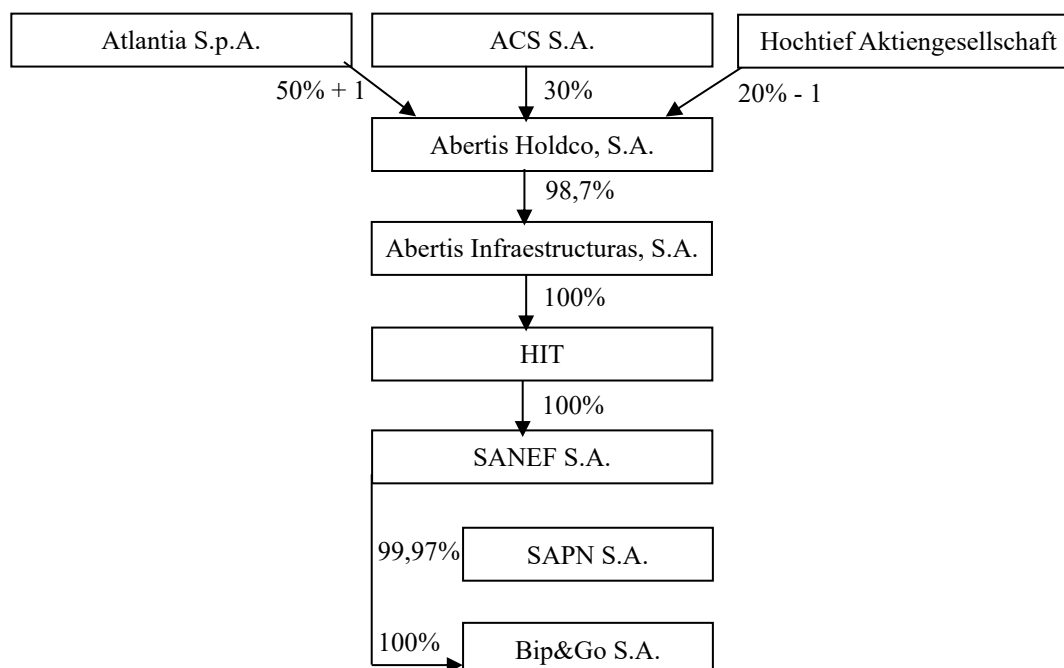 Atlantia S.p.A.
ACS S.A.
Hochtief Aktiengesellschaft
50% + 1
30%
20% - 1
Abertis Holdco, S.A.
98,7%
Abertis Infraestructuras, S.A.
100%
HIT
100%
SANEF S.A.
99,97%
SAPN S.A.
100%
Bip&Go S.A.